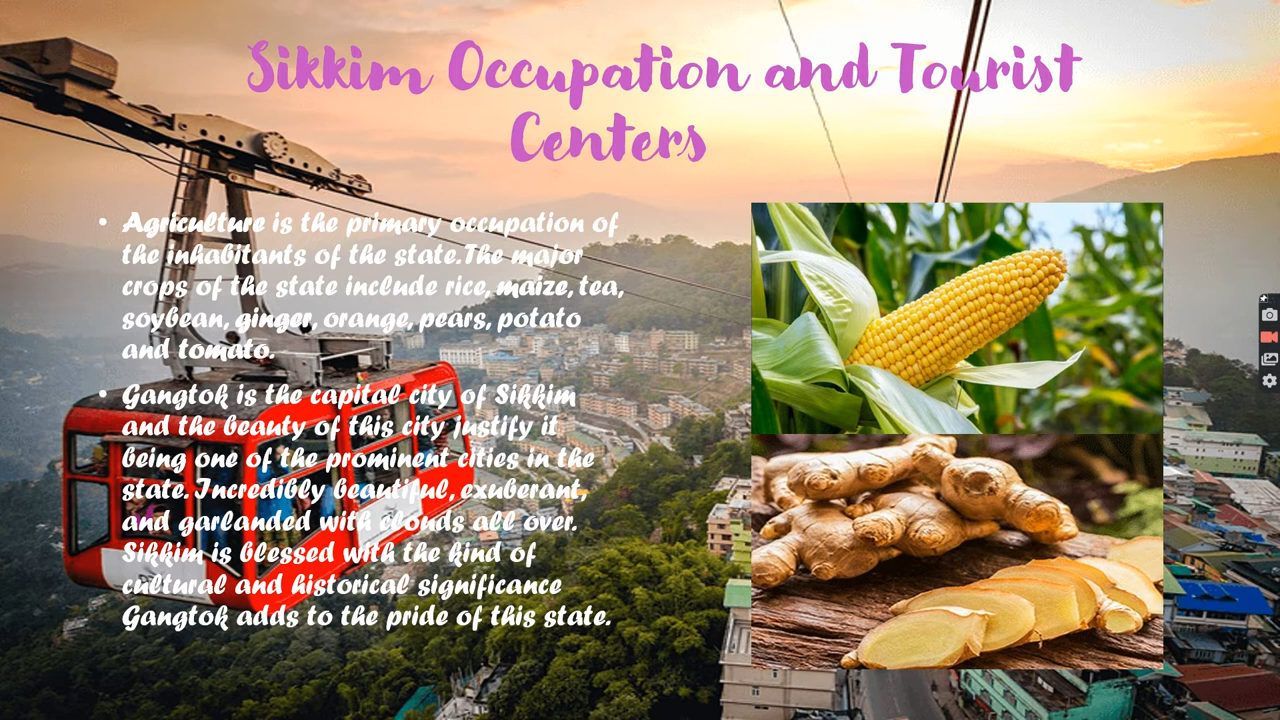 Sikkim Occupation and Tourist
Centers
• Agriculture is the primary occupation of
the inhabitants of the state.The major
crops of the state include rice, maize, tea,
soybean, ginger, orange, pears, potato
and tomato.
• Gangtok is the capital city of Sikkim
and the beauty of this city justify it
being one of the prominent cities in the
state. Incredibly beautiful, exuberant,
and garlanded with clouds all over.
Sikkim is blessed with the kind of
cultural and historical significance
Gangtok adds to the pride of this state.